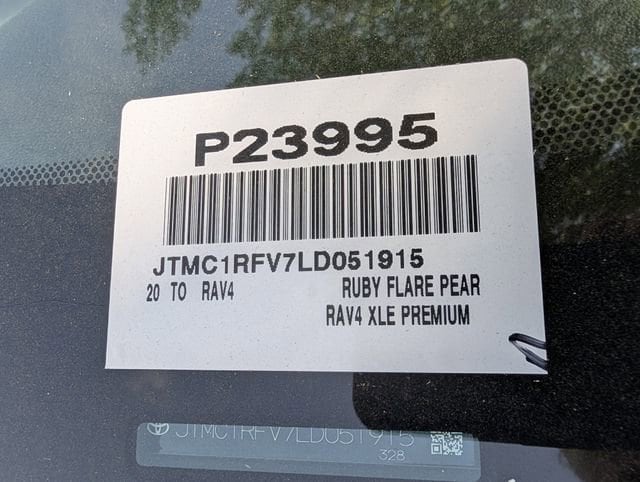 P23995
JTMC1RFV7LD051915
20 TO RAV4 RUBY FLARE PEAR
RAV4 XLE PREMIUM
JTMC1RFV7LD051915
328